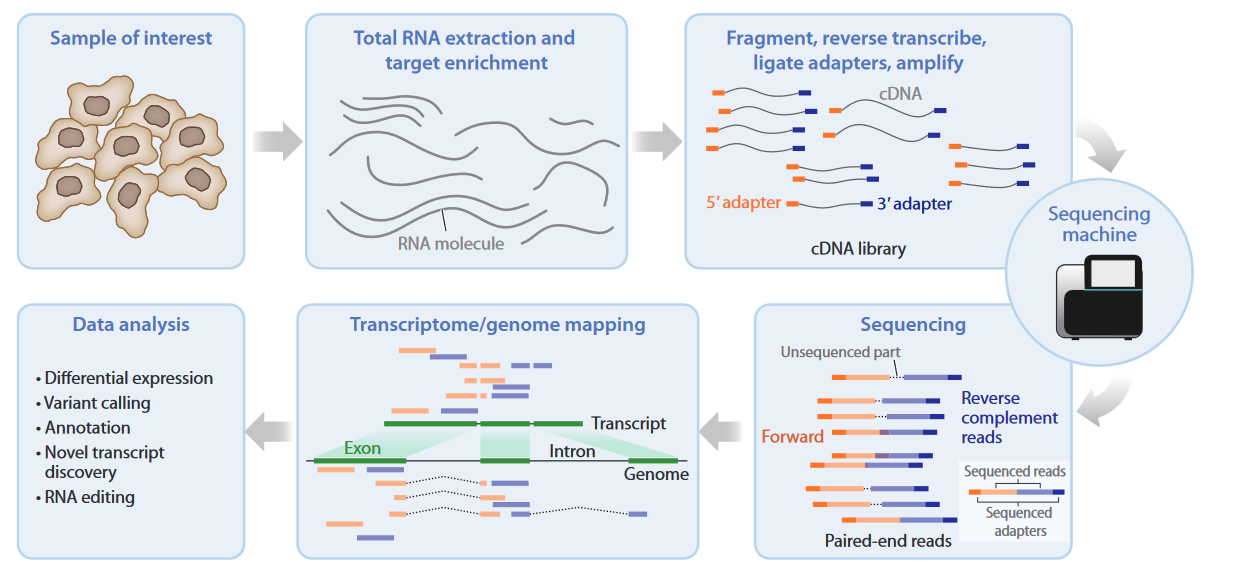 Sample of interest
Total RNA extraction and
target enrichment
RNA molecule
Fragment, reverse transcribe,
ligate adapters, amplify
cDNA
5′ adapter
3′ adapter
cDNA library
Sequencing
machine
Sequencing
Unsequenced part
Reverse
complement
reads
Forward
Sequenced reads
Sequenced
adapters
Paired-end reads
Transcriptome/genome mapping
Transcript
Exon
Intron
Genome
Data analysis
• Differential expression
• Variant calling
• Annotation
• Novel transcript
discovery
• RNA editing